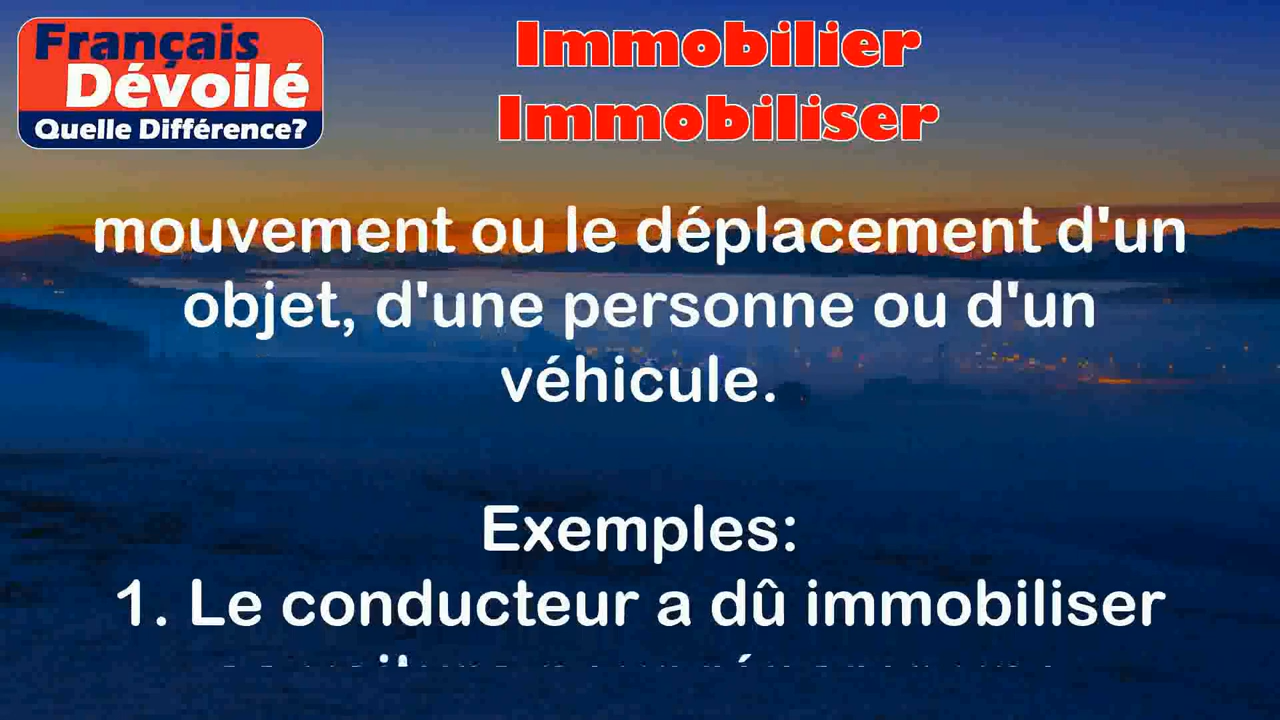 Français
Dévoilé
Quelle Différence?
Immobilier
Immobiliser
mouvement ou le déplacement d'un
objet, d'une personne ou d'un
véhicule.
Exemples:
1. Le conducteur a dû immobiliser